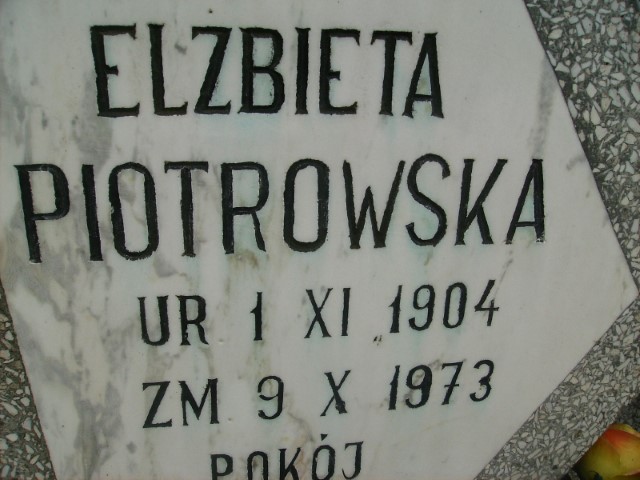 ELZBIETA
PIOTROWSKA
UR 1 XI 1904
ZM 9 X 1973
POKÓJ